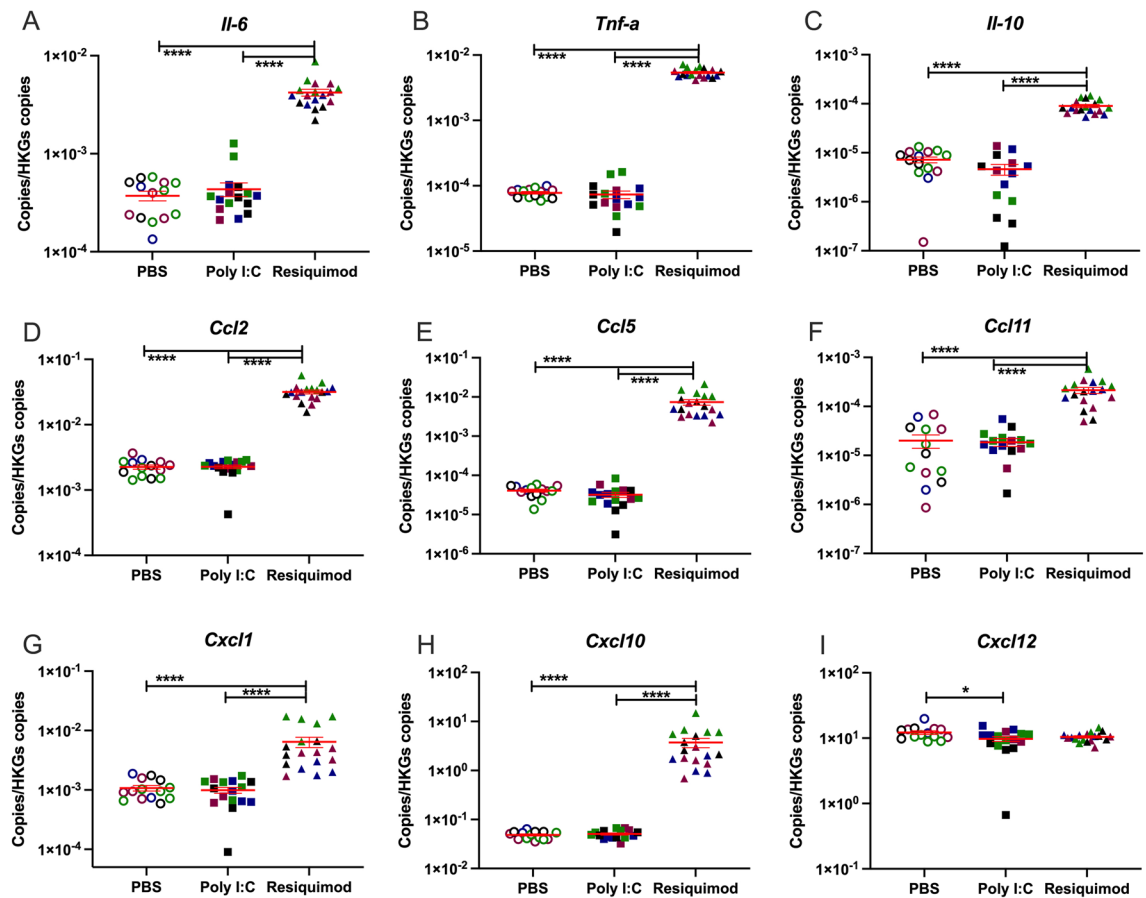 A
Il-6
Copies/HKGs copies
1×10⁻²
1×10⁻³
1×10⁻⁴
****
****
PBS
Poly I:C
Resiquimod
B
Tnf-a
Copies/HKGs copies
1×10⁻²
1×10⁻³
1×10⁻⁴
1×10⁻⁵
****
****
PBS
Poly I:C
Resiquimod
C
Il-10
Copies/HKGs copies
1×10⁻³
1×10⁻⁴
1×10⁻⁵
1×10⁻⁶
1×10⁻⁷
****
****
PBS
Poly I:C
Resiquimod
D
Ccl2
Copies/HKGs copies
1×10⁻¹
1×10⁻²
1×10⁻³
1×10⁻⁴
****
****
PBS
Poly I:C
Resiquimod
E
Ccl5
Copies/HKGs copies
1×10⁻¹
1×10⁻²
1×10⁻³
1×10⁻⁴
1×10⁻⁵
1×10⁻⁶
****
****
PBS
Poly I:C
Resiquimod
F
Ccl11
Copies/HKGs copies
1×10⁻³
1×10⁻⁴
1×10⁻⁵
1×10⁻⁶
1×10⁻⁷
****
****
PBS
Poly I:C
Resiquimod
G
Cxcl1
Copies/HKGs copies
1×10⁻¹
1×10⁻²
1×10⁻³
1×10⁻⁴
****
****
PBS
Poly I:C
Resiquimod
H
Cxcl10
Copies/HKGs copies
1×10⁺²
1×10⁺¹
1×10⁰
1×10⁻¹
1×10⁻²
****
****
PBS
Poly I:C
Resiquimod
I
Cxcl12
Copies/HKGs copies
1×10⁺²
1×10⁺¹
1×10⁰
1×10⁻¹
*
PBS
Poly I:C
Resiquimod